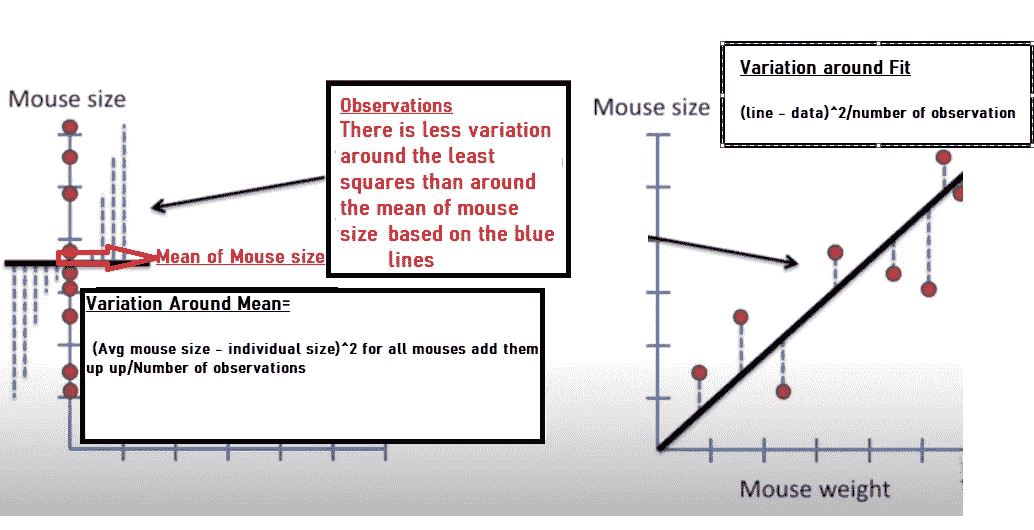 Mouse size
Observations
There is less variation
around the least
squares than around
the mean of mouse
size based on the blue
lines
Mean of Mouse size
Variation Around Mean=
(Avg mouse size - individual size)^2 for all mouses add them
up up/Number of observations
Mouse size
Variation around Fit
(line - data)^2/number of observation
Mouse weight